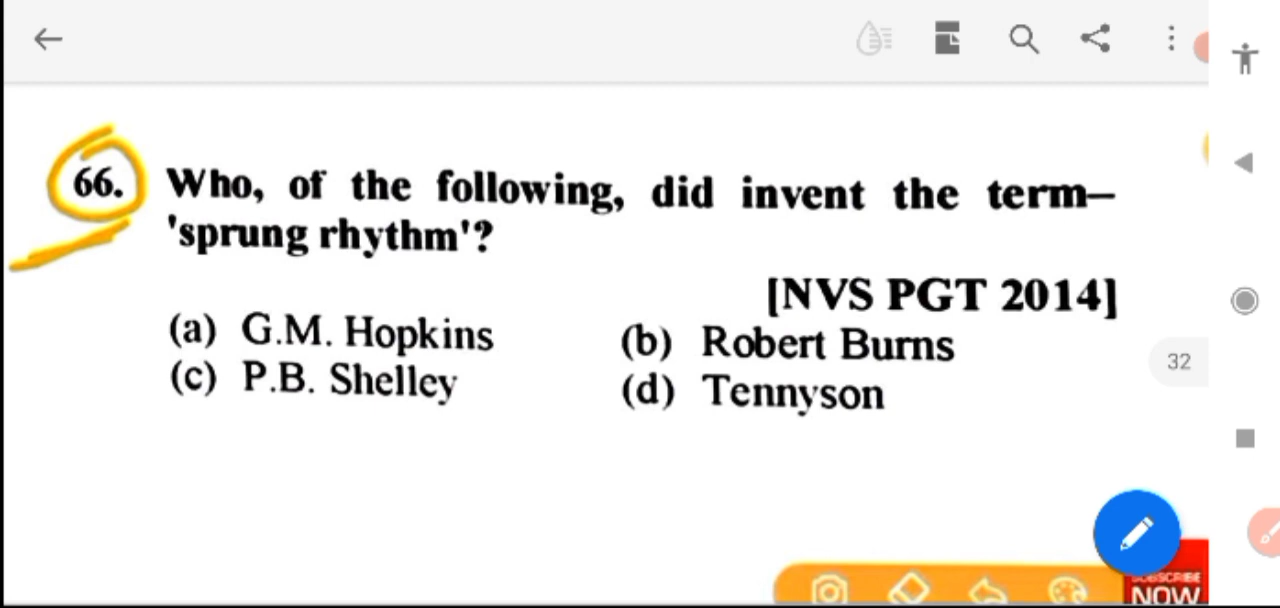 66. Who, of the following, did invent the term–
'sprung rhythm'?
[NVS PGT 2014]
(a) G.M. Hopkins (b) Robert Burns
(c) P.B. Shelley (d) Tennyson
32
SUBSCRIBE
NOW